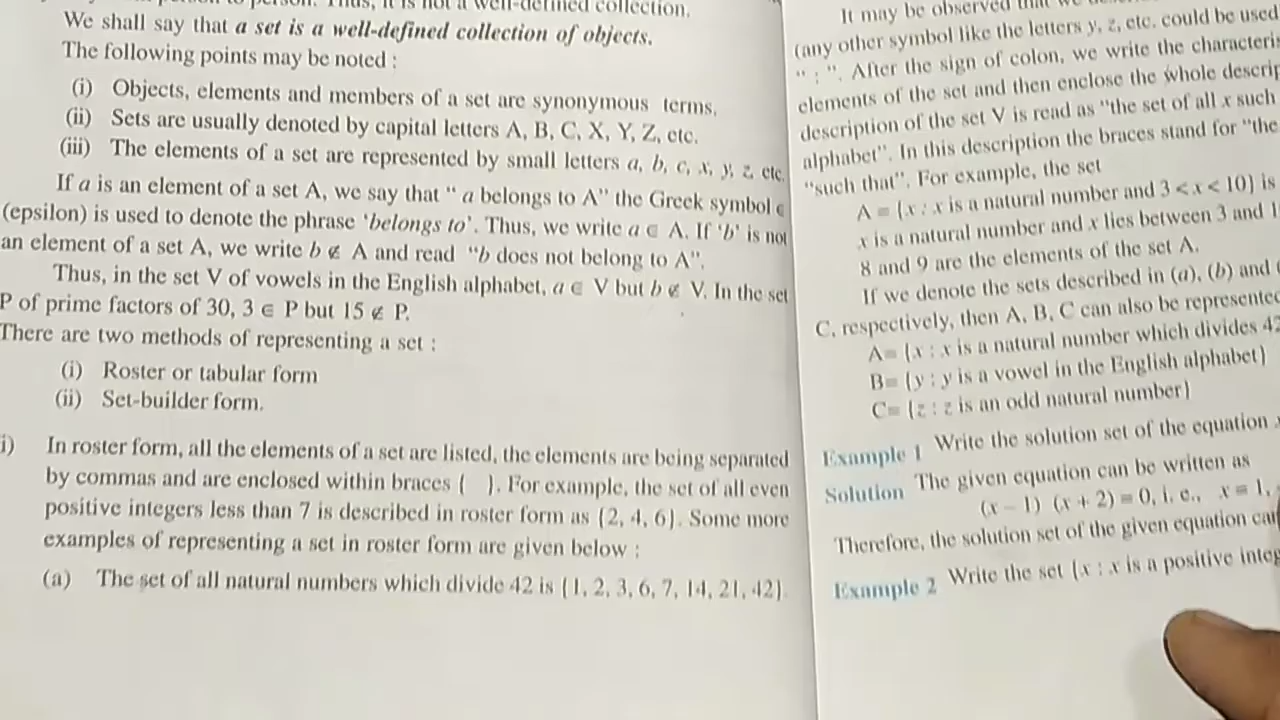 a well-defined collection.
We shall say that a set is a well-defined collection of objects.
The following points may be noted :
(i) Objects, elements and members of a set are synonymous terms.
(ii) Sets are usually denoted by capital letters A, B, C, X, Y, Z, etc.
(iii) The elements of a set are represented by small letters a, b, c, x, y, z, etc.
If a is an element of a set A, we say that “ a belongs to A” the Greek symbol ∈
(epsilon) is used to denote the phrase ‘belongs to’. Thus, we write a ∈ A. If ‘b’ is not
an element of a set A, we write b ∉ A and read “b does not belong to A”.
Thus, in the set V of vowels in the English alphabet, a ∈ V but b ∉ V. In the set
P of prime factors of 30, 3 ∈ P but 15 ∉ P.
There are two methods of representing a set :
(i) Roster or tabular form
(ii) Set-builder form.
i) In roster form, all the elements of a set are listed, the elements are being separated
by commas and are enclosed within braces { }. For example, the set of all even
positive integers less than 7 is described in roster form as {2, 4, 6}. Some more
examples of representing a set in roster form are given below :
(a) The set of all natural numbers which divide 42 is {1, 2, 3, 6, 7, 14, 21, 42}.
It may be observed that we
(any other symbol like the letters y, z, etc. could be used
“ : ”. After the sign of colon, we write the
elements of the set and then enclose the whole
description of the set V is read as “the set of all x such
alphabet”. In this description the braces stand for “the
“such that”. For example, the set
A = {x : x is a natural number and 3 < x < 10} is
x is a natural number and x lies between 3 and 1
8 and 9 are the elements of the set A.
If we denote the sets described in (a), (b) and
C, respectively, then A, B, C can also be represented
A= {x : x is a natural number which divides 42
B= {y : y is a vowel in the English alphabet}
C= {z : z is an odd natural number}
Example 1 Write the solution set of the equation
Solution The given equation can be written as
(x – 1) (x + 2) = 0, i. e., x = 1,
Therefore, the solution set of the given equation can
Example 2 Write the set {x : x is a positive